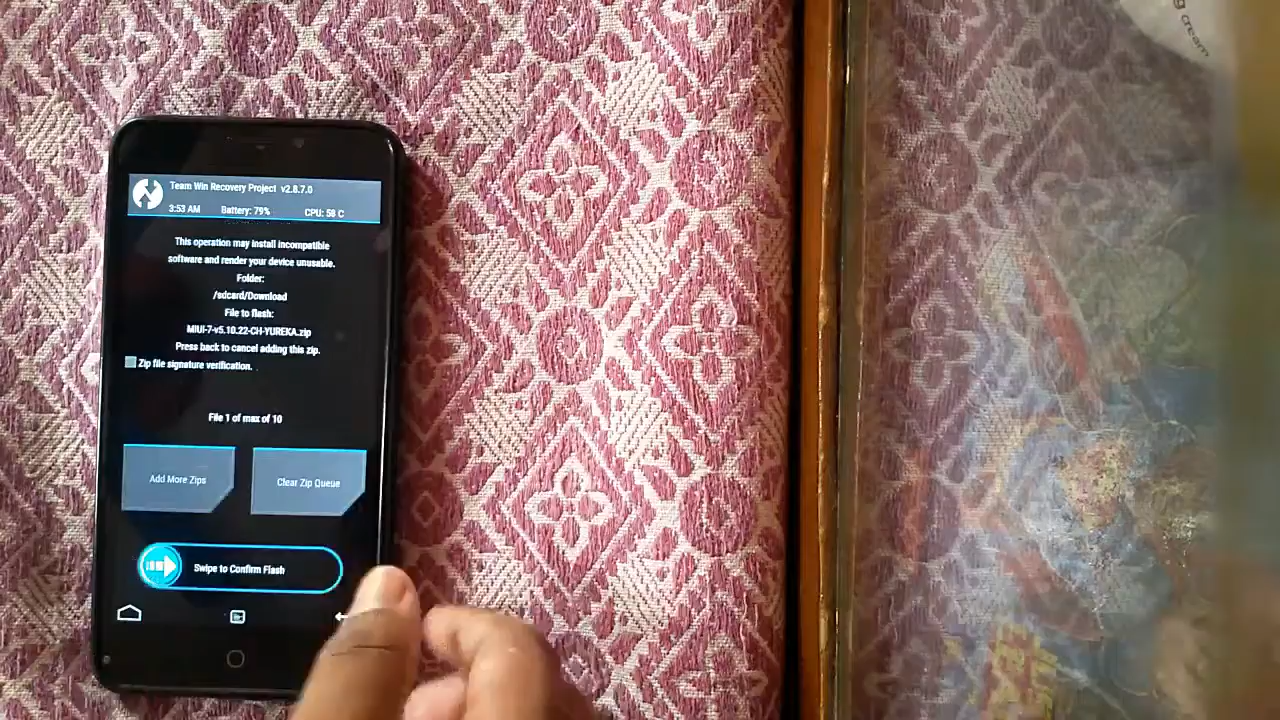 g cream
Team Win Recovery Project v2.8.7.0
3:53 AM Battery: 79% CPU: 58 C
This operation may install incompatible
software and render your device unusable.
Folder:
/sdcard/Download
File to flash:
MIUI-7-v5.10.22-CH-YUREKA.zip
Press back to cancel adding this zip.
Zip file signature verification.
File 1 of max of 10
Add More Zips
Clear Zip Queue
Swipe to Confirm Flash